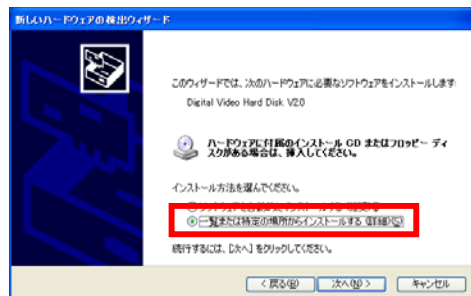 新しいハードウェアの検出ウィザード
このウィザードでは、次のハードウェアに必要なソフトウェアをインストールします:
Digital Video Hard Disk V2.0
ハードウェアに付属のインストール CD またはフロッピー ディ
スクがある場合は、挿入してください。
インストール方法を選んでください。
一覧または特定の場所からインストールする (詳細)(S)
続行するには、[次へ] をクリックしてください。
< 戻る(B)
次へ(N) >
キャンセル